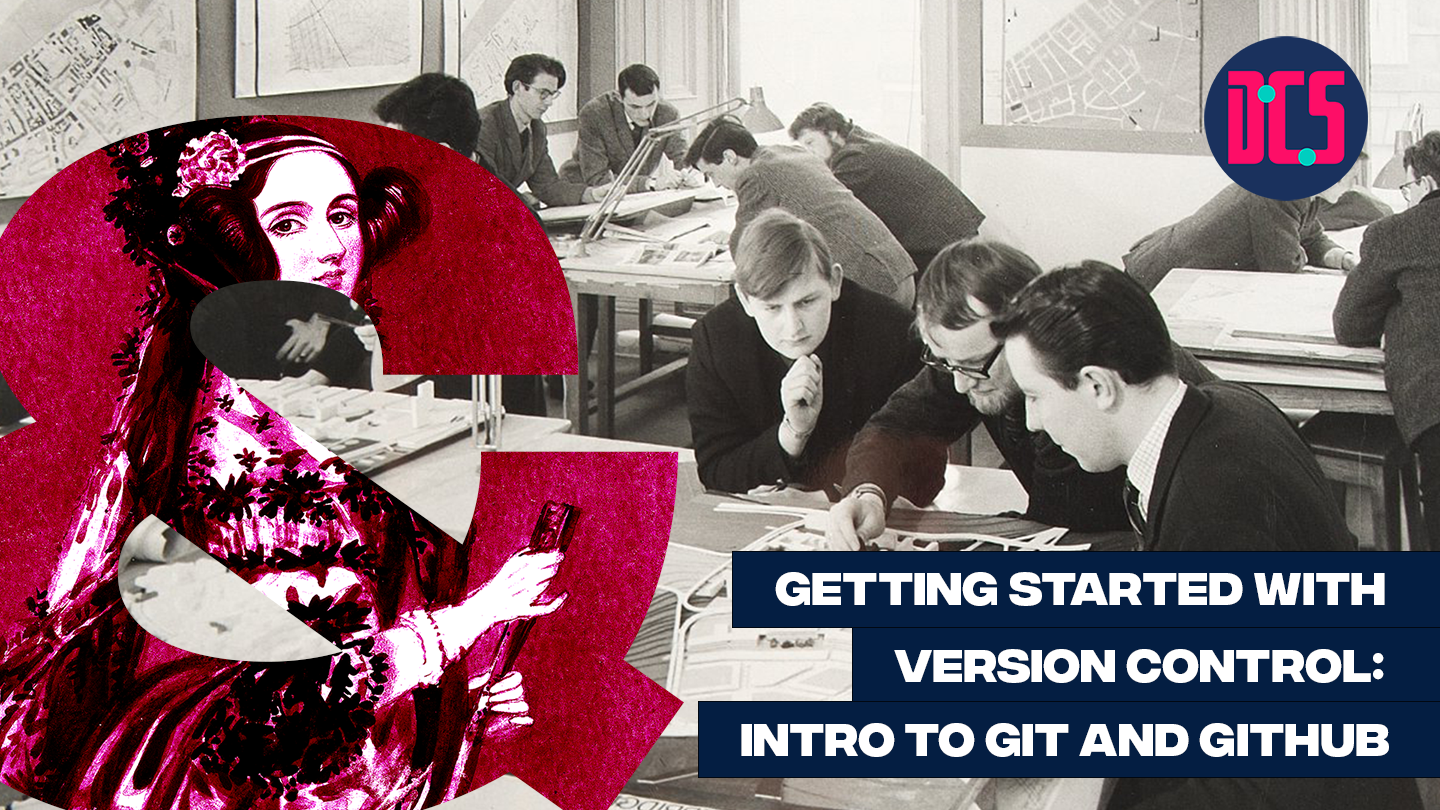 DCS
GETTING STARTED WITH
VERSION CONTROL:
INTRO TO GIT AND GITHUB